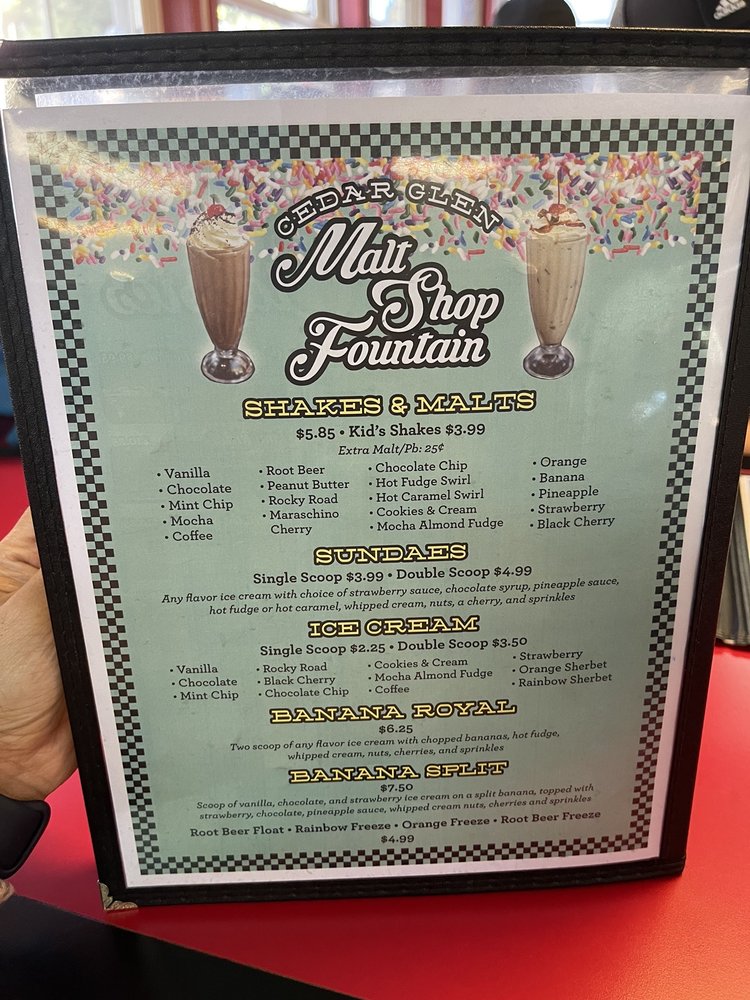 adidas
CEDAR GLEN
Malt
Shop
Fountain
SHAKES & MALTS
$5.85 • Kid's Shakes $3.99
Extra Malt/Pb: 25¢
• Vanilla
• Chocolate
• Mint Chip
• Mocha
• Coffee
• Root Beer
• Peanut Butter
• Rocky Road
• Maraschino
Cherry
• Chocolate Chip
• Hot Fudge Swirl
• Hot Caramel Swirl
• Cookies & Cream
• Mocha Almond Fudge
• Orange
• Banana
• Pineapple
• Strawberry
• Black Cherry
SUNDAES
Single Scoop $3.99 • Double Scoop $4.99
Any flavor ice cream with choice of strawberry sauce, chocolate syrup, pineapple sauce,
hot fudge or hot caramel, whipped cream, nuts, a cherry, and sprinkles
ICE CREAM
Single Scoop $2.25 • Double Scoop $3.50
• Vanilla
• Chocolate
• Mint Chip
• Rocky Road
• Black Cherry
• Chocolate Chip
• Cookies & Cream
• Mocha Almond Fudge
• Coffee
• Strawberry
• Orange Sherbet
• Rainbow Sherbet
BANANA ROYAL
$6.25
Two scoop of any flavor ice cream with chopped bananas, hot fudge,
whipped cream, nuts, cherries, and sprinkles
BANANA SPLIT
$7.50
Scoop of vanilla, chocolate, and strawberry ice cream on a split banana, topped with
strawberry, chocolate, pineapple sauce, whipped cream nuts, cherries and sprinkles
Root Beer Float • Rainbow Freeze • Orange Freeze • Root Beer Freeze
$4.99